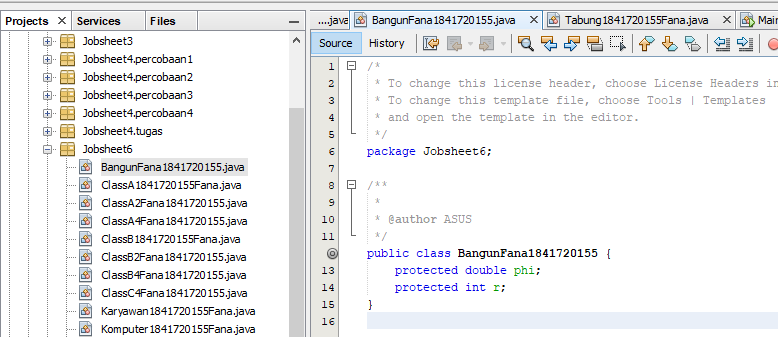 Projects
Services
Files
Jobsheet3
Jobsheet4.percobaan1
Jobsheet4.percobaan2
Jobsheet4.percobaan3
Jobsheet4.percobaan4
Jobsheet4.tugas
Jobsheet6
BangunFana1841720155.java
ClassA1841720155Fana.java
ClassA2Fana1841720155.java
ClassA4Fana1841720155.java
ClassB1841720155Fana.java
ClassB2Fana1841720155.java
ClassB4Fana1841720155.java
ClassC4Fana1841720155.java
Karyawan1841720155Fana.java
Komputer1841720155Fana.java
....java
BangunFana1841720155.java
Tabung1841720155Fana.java
Main
Source
History
1 /*
2 * To change this license header, choose License Headers in
3 * To change this template file, choose Tools | Templates
4 * and open the template in the editor.
5 */
6 package Jobsheet6;
7
8 /**
9 *
10 * @author ASUS
11 */
public class BangunFana1841720155 {
13 protected double phi;
14 protected int r;
15 }
16